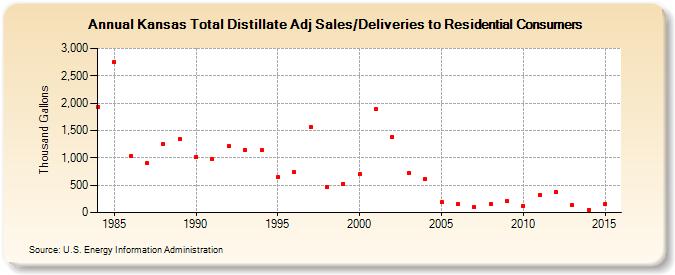 Annual Kansas Total Distillate Adj Sales/Deliveries to Residential Consumers
Thousand Gallons
3,000
2,500
2,000
1,500
1,000
500
0
1985 1990 1995 2000 2005 2010 2015
Source: U.S. Energy Information Administration